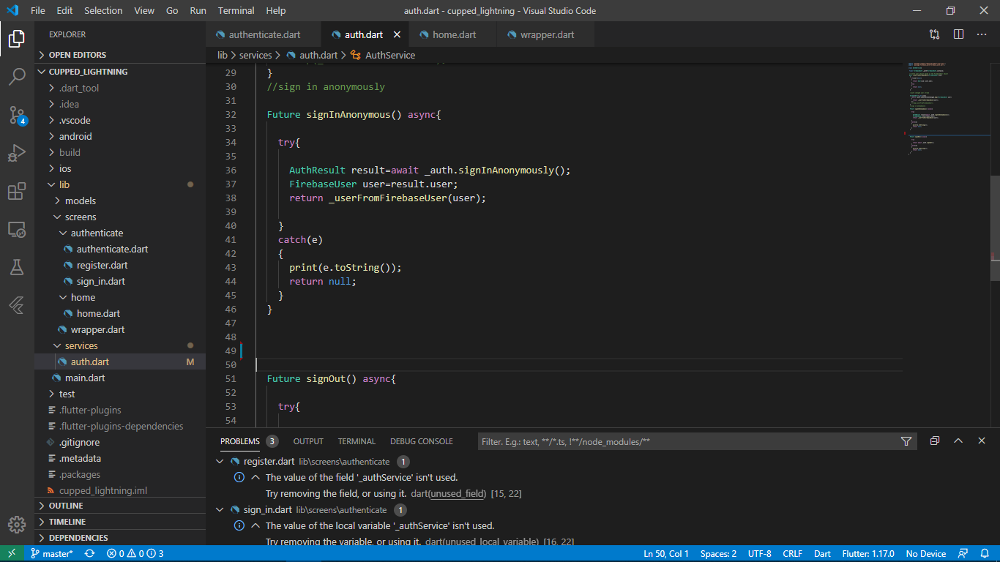 File Edit Selection View Go Run Terminal Help auth.dart - cupped_lightning - Visual Studio Code
EXPLORER
OPEN EDITORS
CUPPED_LIGHTNING
.dart_tool
.idea
.vscode
android
build
ios
lib
models
screens
authenticate
authenticate.dart
register.dart
sign_in.dart
home
home.dart
wrapper.dart
services
auth.dart M
main.dart
test
.flutter-plugins
.flutter-plugins-dependencies
.gitignore
.metadata
.packages
cupped_lightning.iml
OUTLINE
TIMELINE
DEPENDENCIES
4
authenticate.dart auth.dart home.dart wrapper.dart
lib > services > auth.dart > AuthService
29 }
30 //sign in anonymously
31
32 Future signInAnonymous() async{
33
34 try{
35
36 AuthResult result=await _auth.signInAnonymously();
37 FirebaseUser user=result.user;
38 return _userFromFirebaseUser(user);
39
40 }
41 catch(e)
42 {
43 print(e.toString());
44 return null;
45 }
46 }
47
48
49
50
51 Future signOut() async{
52
53 try{
54
PROBLEMS 3 OUTPUT TERMINAL DEBUG CONSOLE Filter. E.g.: text, **/*.ts, !**/node_modules/**
register.dart lib\screens\authenticate 1
The value of the field '_authService' isn't used.
Try removing the field, or using it. dart(unused_field) [15, 22]
sign_in.dart lib\screens\authenticate 1
The value of the local variable '_authService' isn't used.
Try removing the variable, or using it. dart(unused_local_variable) [16, 22]
master* 0 0 3 Ln 50, Col 1 Spaces: 2 UTF-8 CRLF Dart Flutter: 1.17.0 No Device